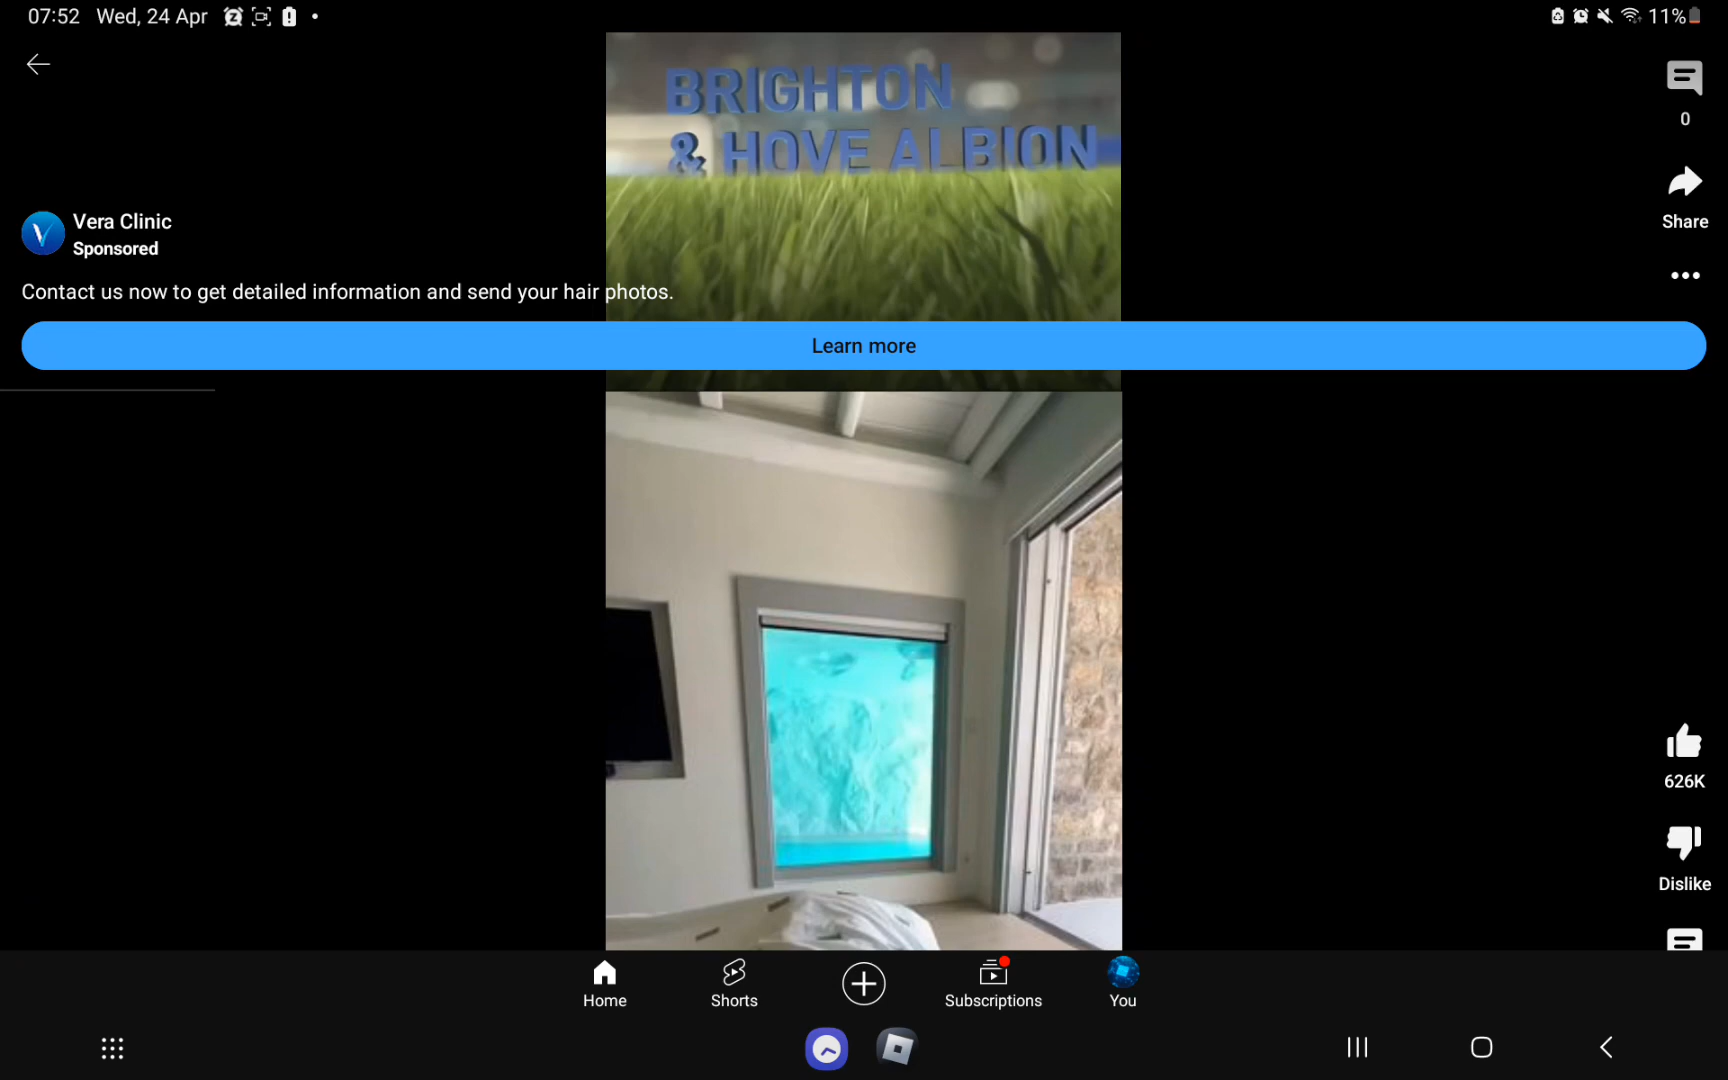 07:52 Wed, 24 Apr
11%
BRIGHTON
& HOVE ALBION
0
Share
Vera Clinic
Sponsored
Contact us now to get detailed information and send your hair photos.
Learn more
626K
Dislike
Home
Shorts
Subscriptions
You